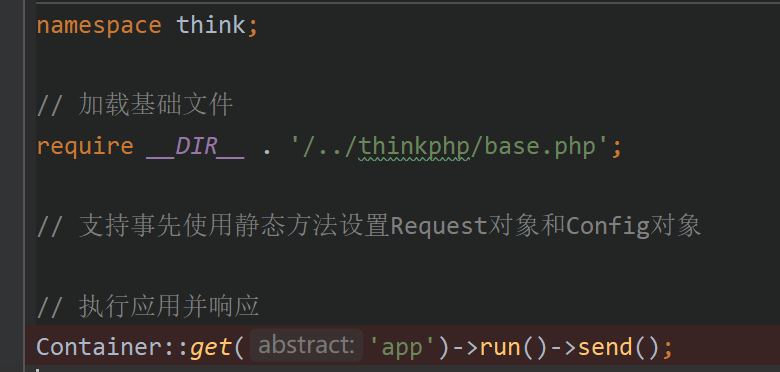 namespace think;
// 加载基础文件
require __DIR__ . '/../thinkphp/base.php';
// 支持事先使用静态方法设置Request对象和Config对象
// 执行应用并响应
Container::get( abstract: 'app')->run()->send();